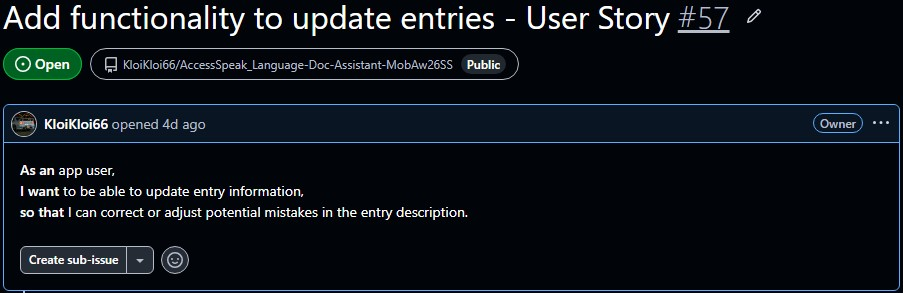 Add functionality to update entries - User Story #57
Open
KloiKloi66/AccessSpeak_Language-Doc-Assistant-MobAw26SS Public
KloiKloi66 opened 4d ago
Owner
As an app user,
I want to be able to update entry information,
so that I can correct or adjust potential mistakes in the entry description.
Create sub-issue